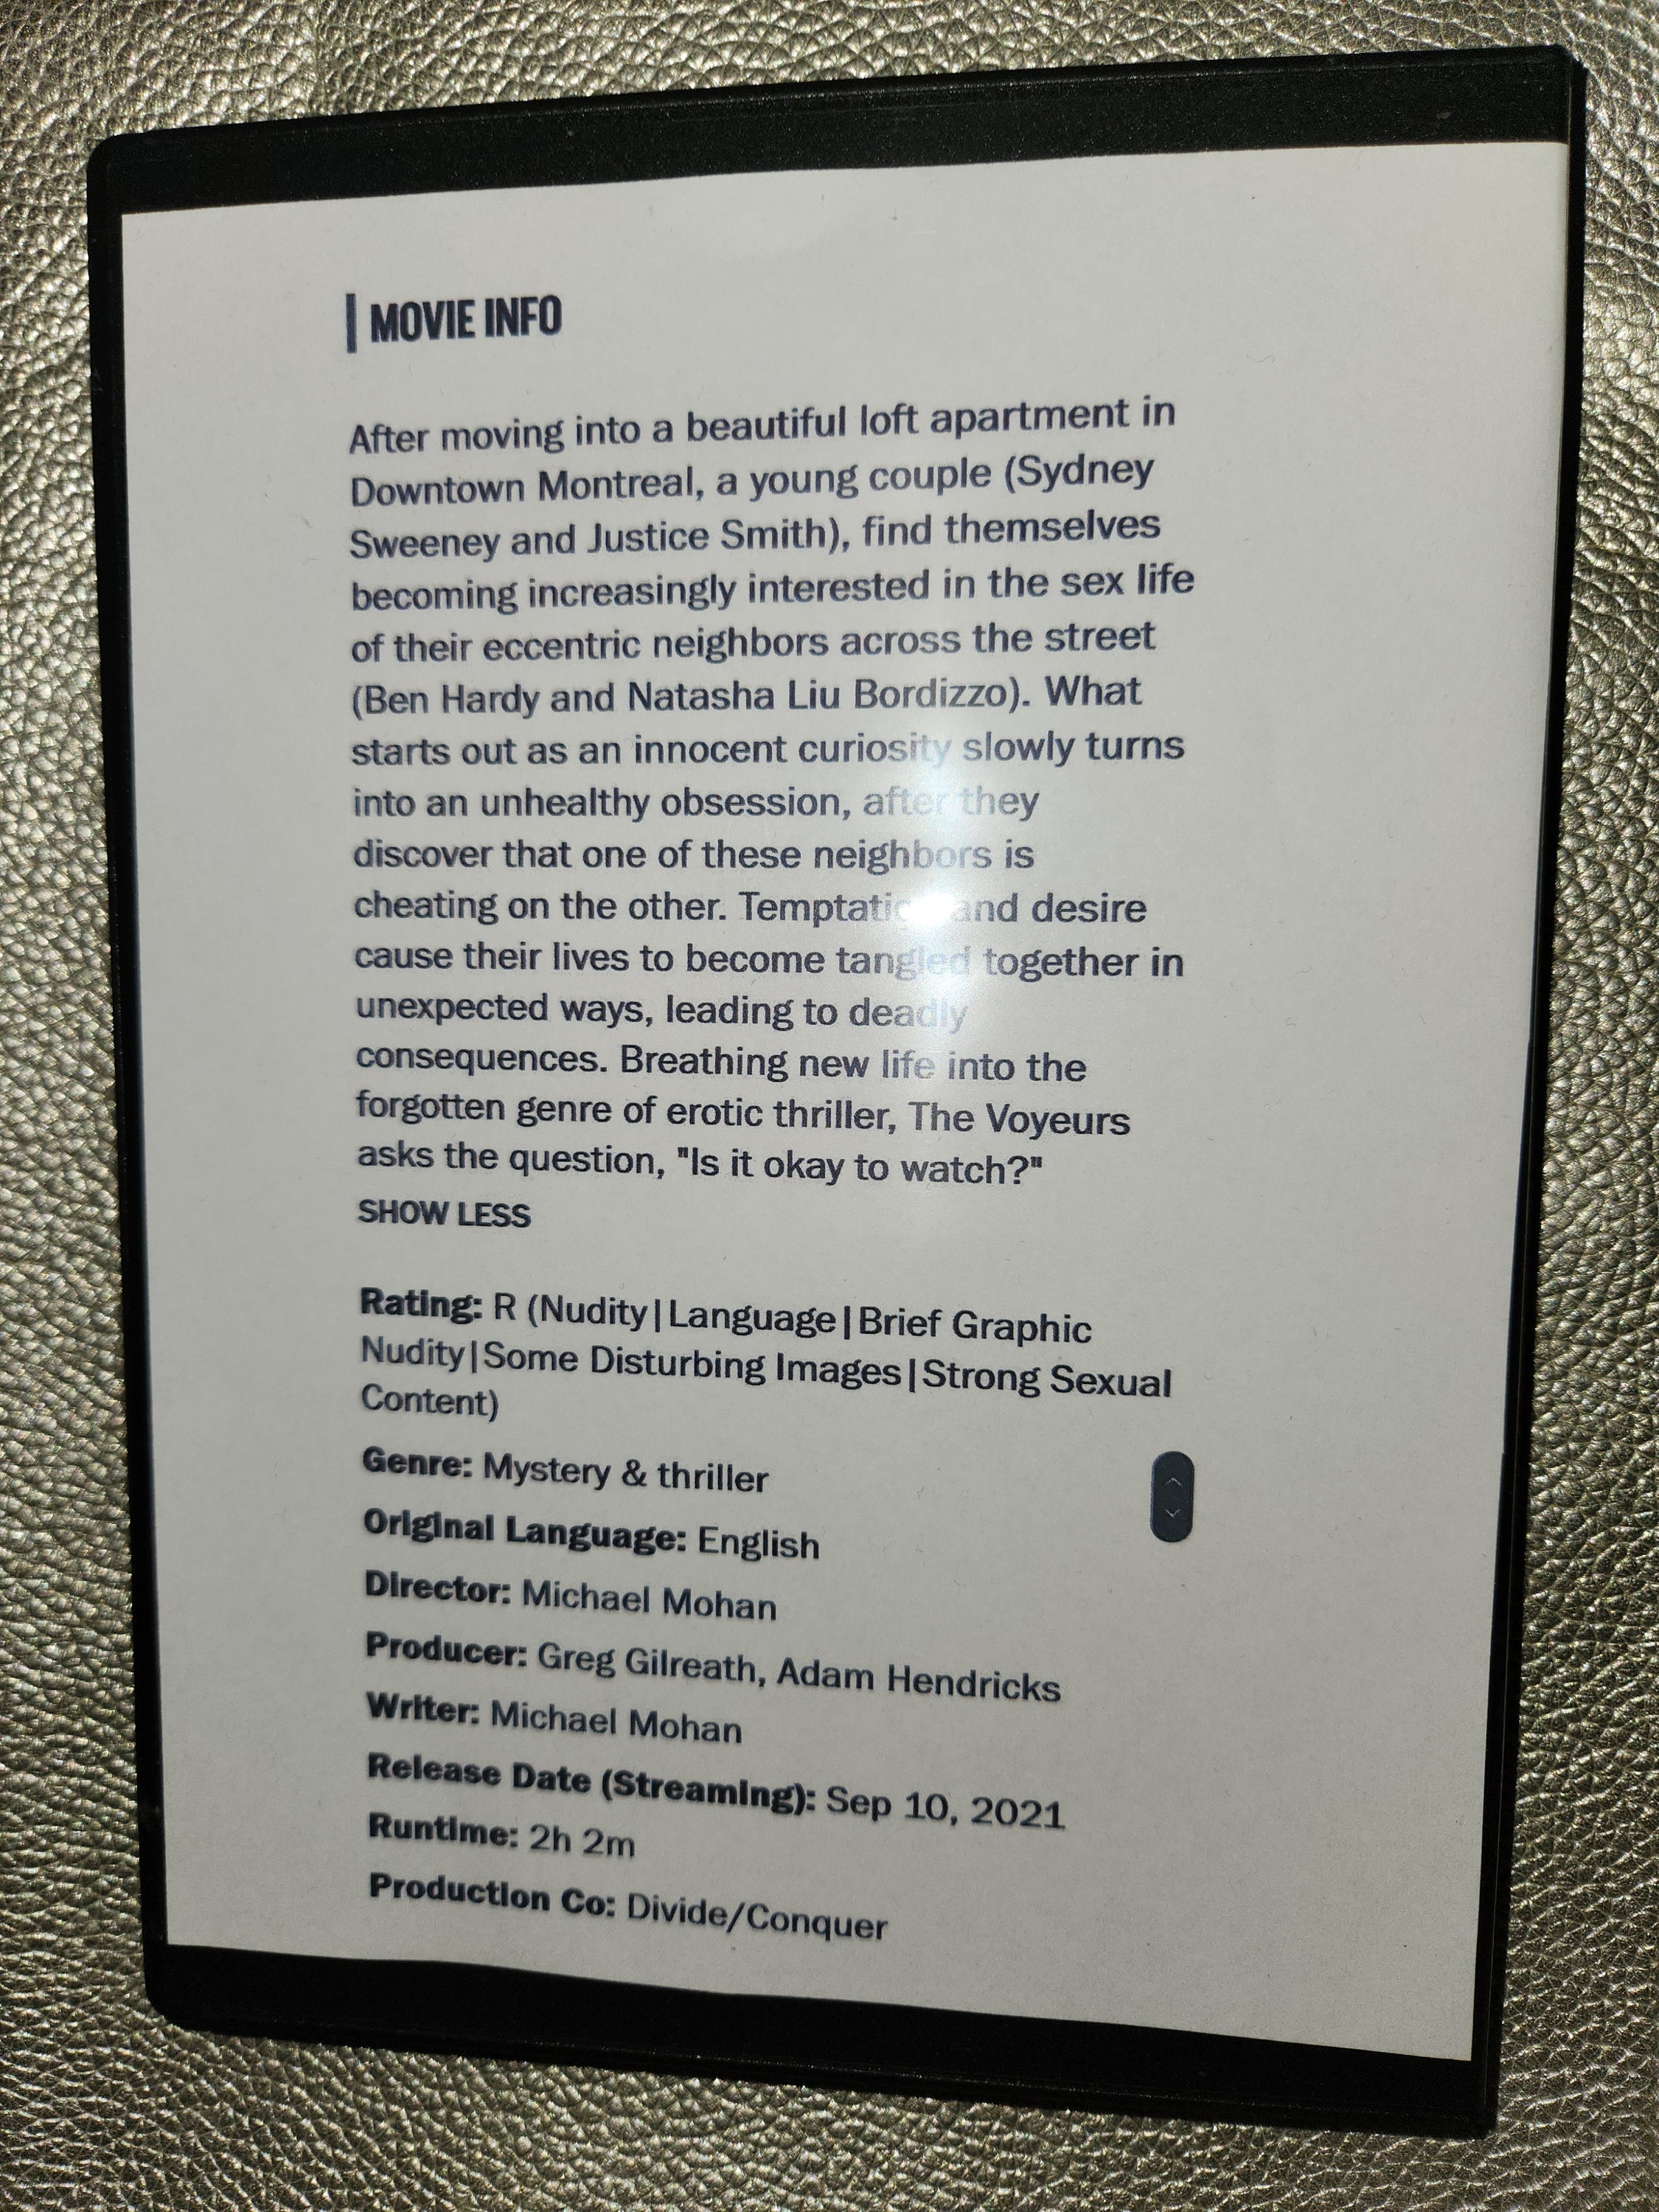 MOVIE INFO
After moving into a beautiful loft apartment in
Downtown Montreal, a young couple (Sydney
Sweeney and Justice Smith), find themselves
becoming increasingly interested in the sex life
of their eccentric neighbors across the street
(Ben Hardy and Natasha Liu Bordizzo). What
starts out as an innocent curiosity slowly turns
into an unhealthy obsession, after they
discover that one of these neighbors is
cheating on the other. Temptation and desire
cause their lives to become tangled together in
unexpected ways, leading to deadly
consequences. Breathing new life into the
forgotten genre of erotic thriller, The Voyeurs
asks the question, "Is it okay to watch?"
SHOW LESS
Rating: R (Nudity|Language|Brief Graphic
Nudity|Some Disturbing Images|Strong Sexual
Content)
Genre: Mystery & thriller
Original Language: English
Director: Michael Mohan
Producer: Greg Gilreath, Adam Hendricks
Writer: Michael Mohan
Release Date (Streaming): Sep 10, 2021
Runtime: 2h 2m
Production Co: Divide/Conquer